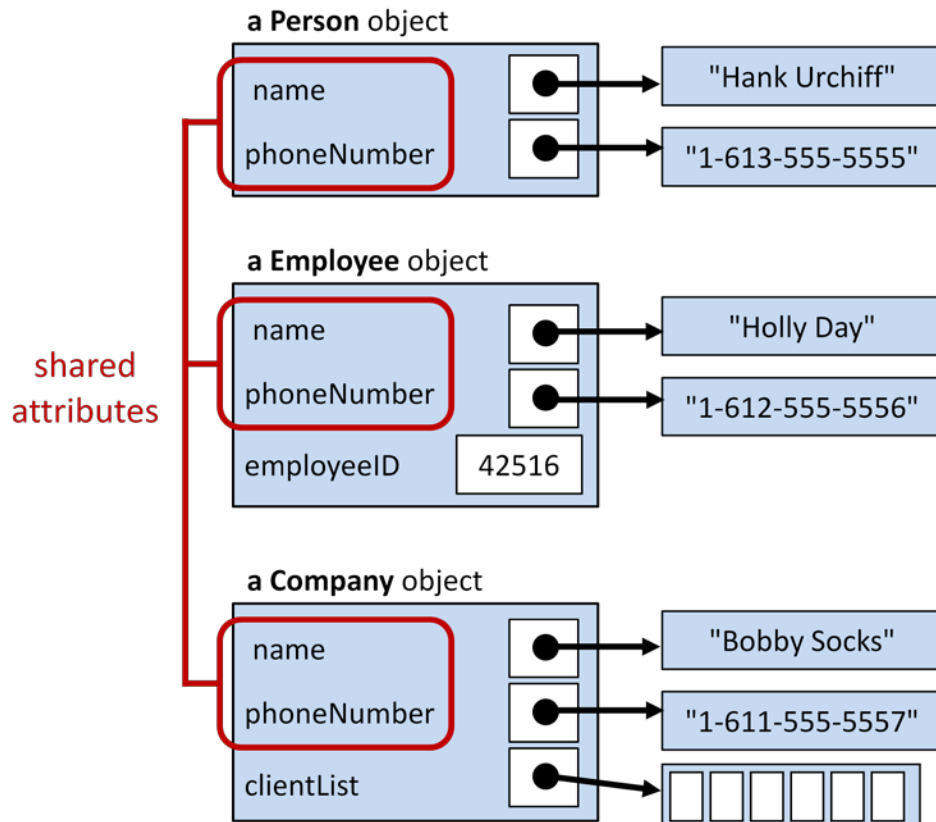 a Person object
name
"Hank Urchiff"
phoneNumber
"1-613-555-5555"
a Employee object
name
"Holly Day"
shared
attributes
phoneNumber
"1-612-555-5556"
employeeID
42516
a Company object
name
"Bobby Socks"
phoneNumber
"1-611-555-5557"
clientList